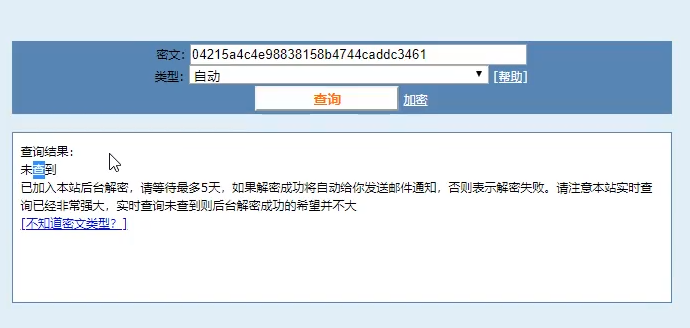 密文: 04215a4c4e98838158b4744caddc3461
类型: 自动 [帮助]
查询 加密
查询结果:
未查到
已加入本站后台解密，请等待最多5天，如果解密成功将自动给你发送邮件通知，否则表示解密失败。请注意本站实时查
询已经非常强大，实时查询未查到则后台解密成功的希望并不大
[不知道密文类型？]